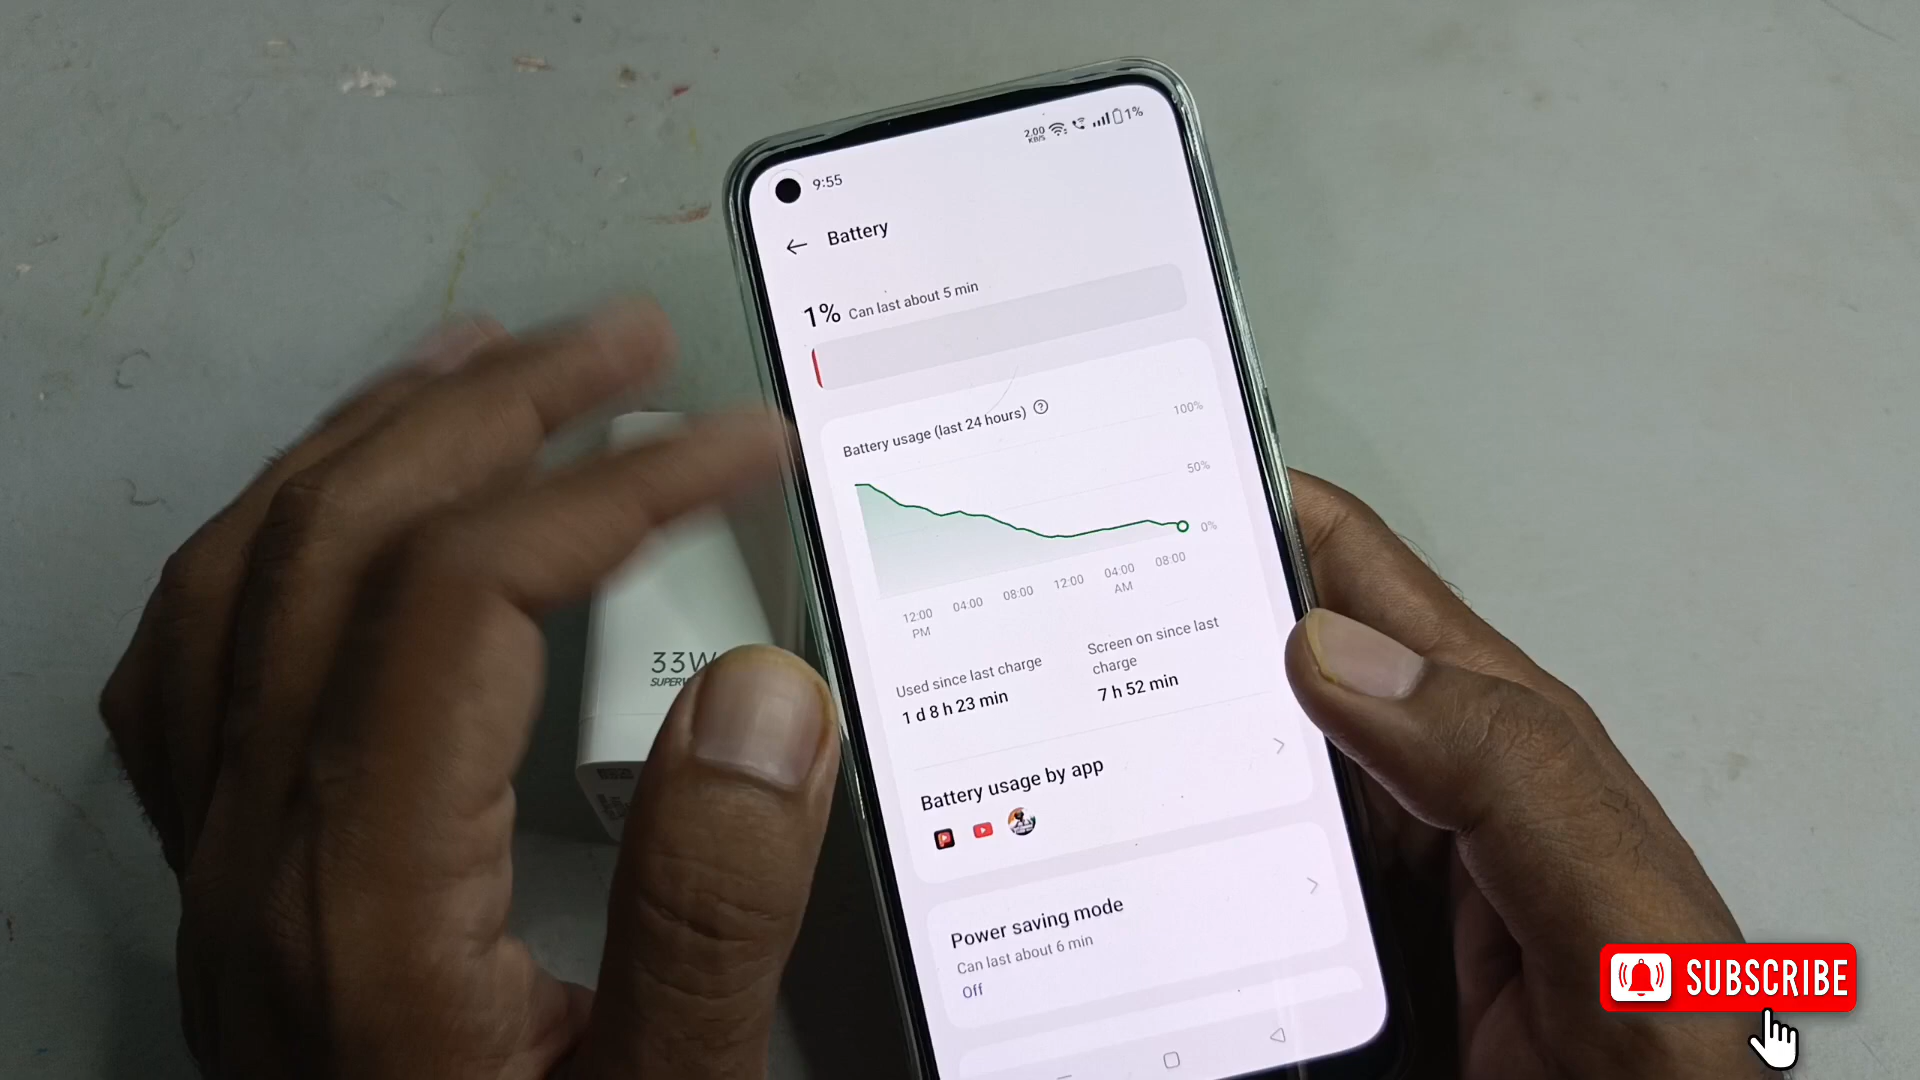 2.00
KB/S
1%
9:55
Battery
1% Can last about 5 min
Battery usage (last 24 hours) ?
100%
50%
0%
12:00
PM
04:00
08:00
12:00
04:00
AM
08:00
Used since last charge
1 d 8 h 23 min
Screen on since last
charge
7 h 52 min
Battery usage by app
Power saving mode
Can last about 6 min
Off
33W
SUPERV
SUBSCRIBE